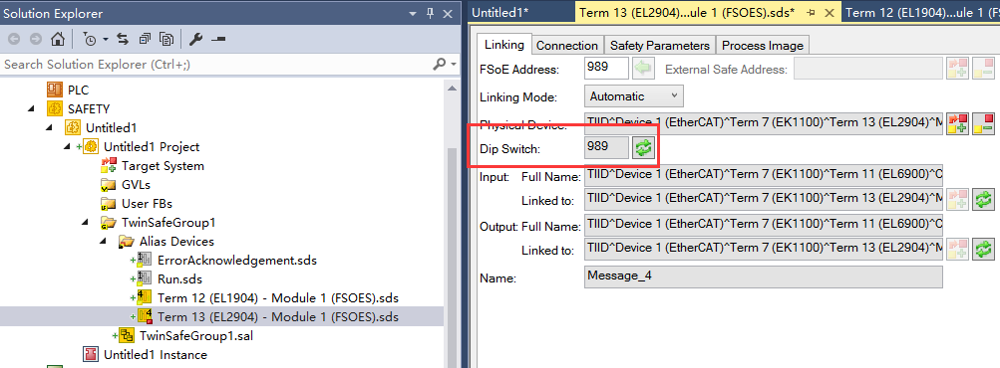 Solution Explorer
Search Solution Explorer (Ctrl+;)
PLC
SAFETY
Untitled1
Untitled1 Project
Target System
GVLs
User FBs
TwinSafeGroup1
Alias Devices
ErrorAcknowledgement.sds
Run.sds
Term 12 (EL1904) - Module 1 (FSOES).sds
Term 13 (EL2904) - Module 1 (FSOES).sds
TwinSafeGroup1.sal
Untitled1 Instance
Untitled1*
Term 13 (EL2904)...ule 1 (FSOES).sds*
Term 12 (EL1904)...ule 1 (F
Linking Connection Safety Parameters Process Image
FSoE Address: 989 External Safe Address:
Linking Mode: Automatic
Physical Device: TIID^Device 1 (EtherCAT)^Term 7 (EK1100)^Term 13 (EL2904)^M
Dip Switch: 989
Input: Full Name: TIID^Device 1 (EtherCAT)^Term 7 (EK1100)^Term 11 (EL6900)^C
Linked to: TIID^Device 1 (EtherCAT)^Term 7 (EK1100)^Term 13 (EL2904)^M
Output: Full Name: TIID^Device 1 (EtherCAT)^Term 7 (EK1100)^Term 11 (EL6900)^C
Linked to: TIID^Device 1 (EtherCAT)^Term 7 (EK1100)^Term 13 (EL2904)^M
Name: Message_4